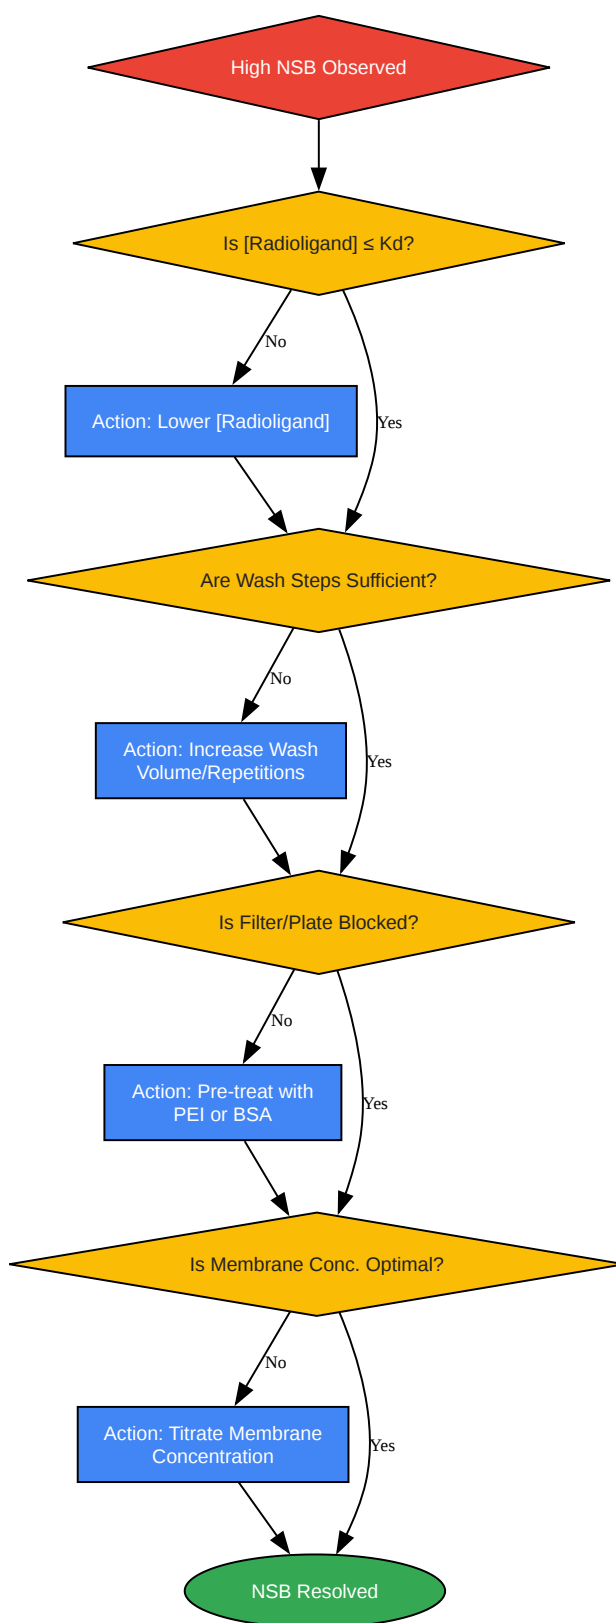 High NSB Observed
Is [Radioligand] ≤ Kd?
No
Action: Lower [Radioligand]
Yes
Are Wash Steps Sufficient?
No
Action: Increase Wash
Volume/Repetitions
Yes
Is Filter/Plate Blocked?
No
Action: Pre-treat with
PEI or BSA
Yes
Is Membrane Conc. Optimal?
No
Action: Titrate Membrane
Concentration
Yes
NSB Resolved